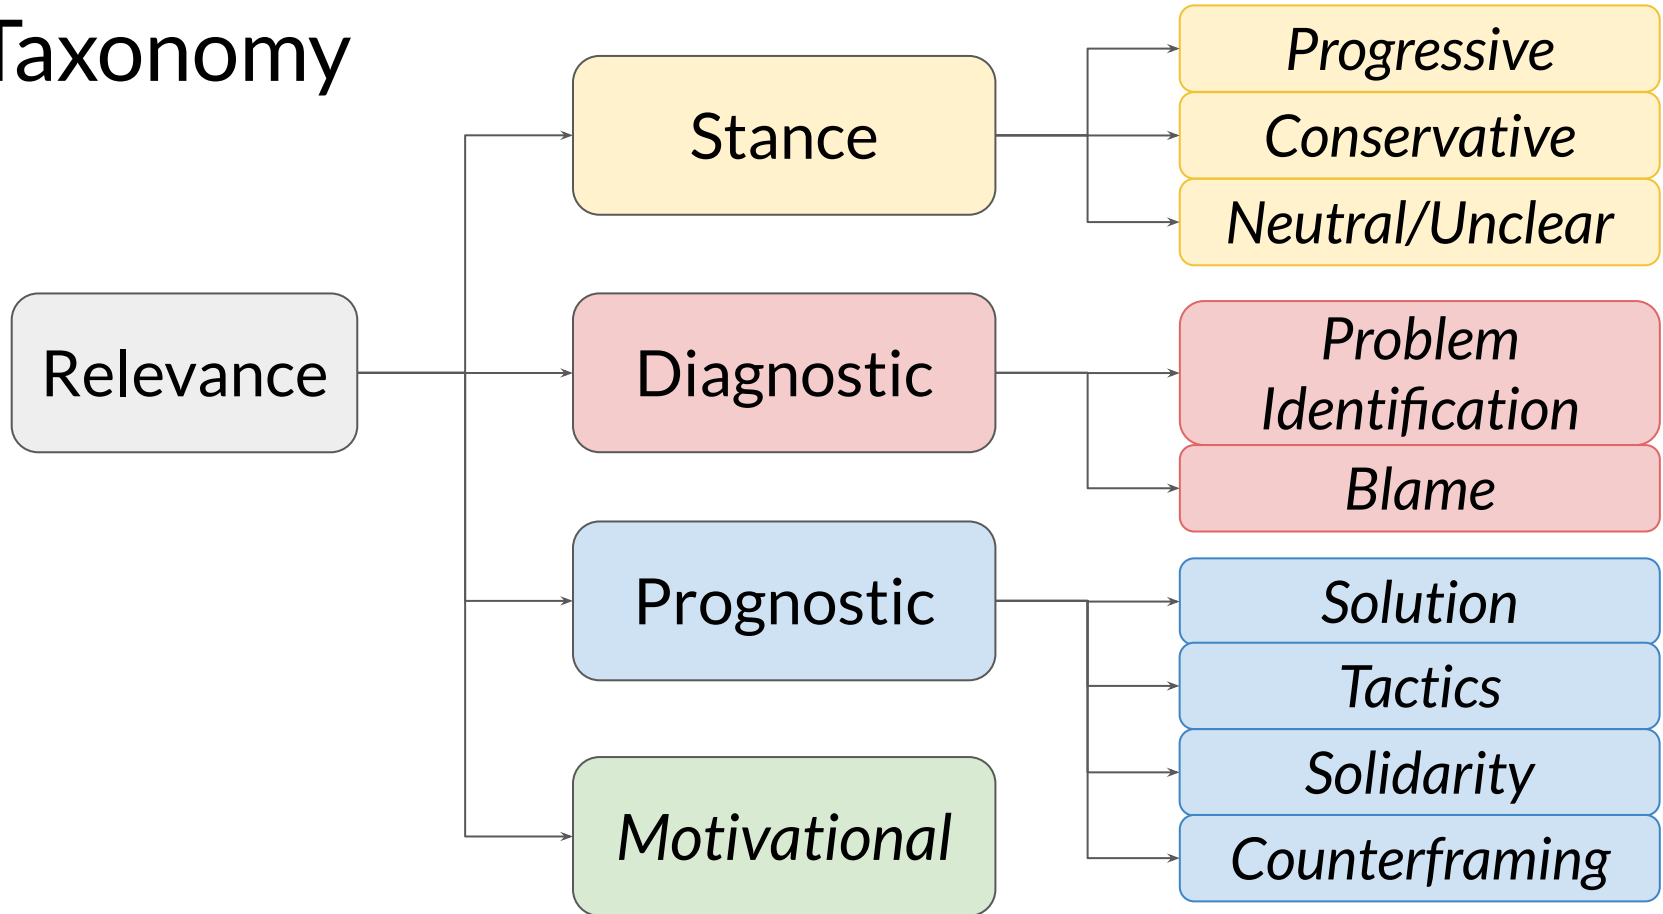 Taxonomy
Relevance
Stance
Progressive
Conservative
Neutral/Unclear
Diagnostic
Problem
Identification
Blame
Prognostic
Solution
Tactics
Solidarity
Counterframing
Motivational